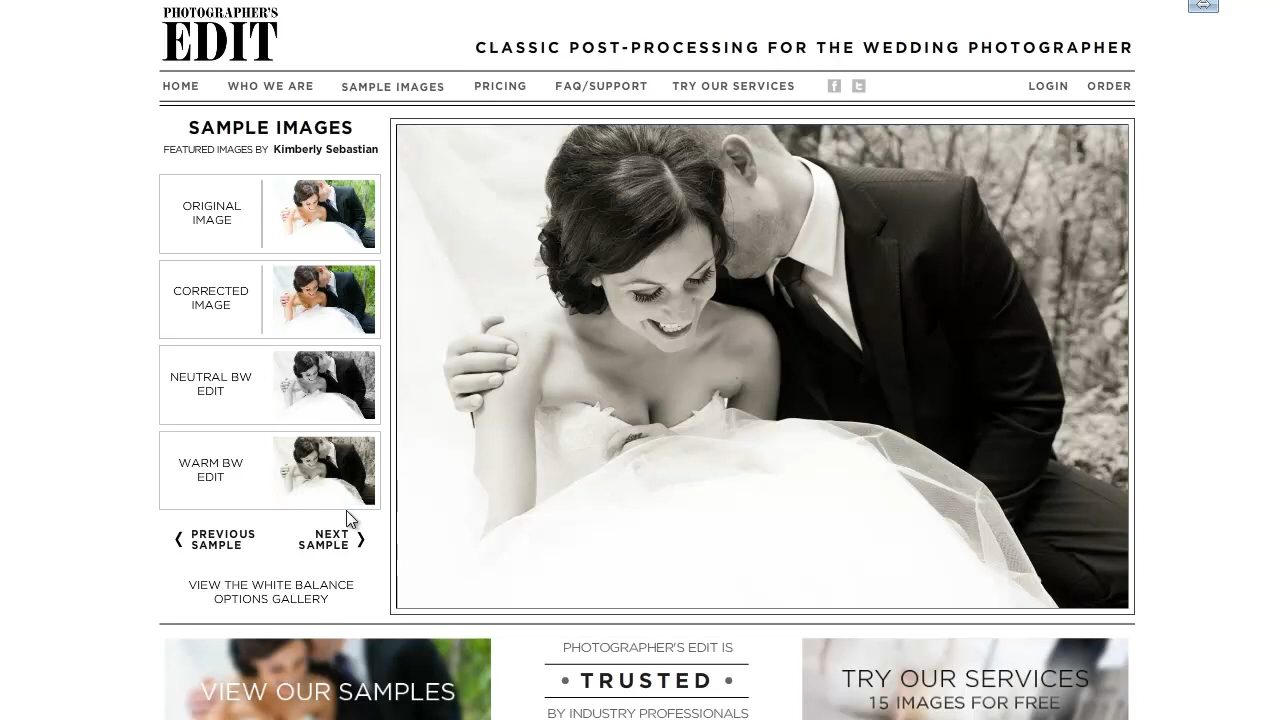 PHOTOGRAPHER'S
EDIT
CLASSIC POST-PROCESSING FOR THE WEDDING PHOTOGRAPHER
HOME WHO WE ARE SAMPLE IMAGES PRICING FAQ/SUPPORT TRY OUR SERVICES f t LOGIN ORDER
SAMPLE IMAGES
FEATURED IMAGES BY Kimberly Sebastian
ORIGINAL
IMAGE
CORRECTED
IMAGE
NEUTRAL BW
EDIT
WARM BW
EDIT
PREVIOUS
SAMPLE
NEXT
SAMPLE
VIEW THE WHITE BALANCE
OPTIONS GALLERY
VIEW OUR SAMPLES
PHOTOGRAPHER'S EDIT IS
• TRUSTED •
BY INDUSTRY PROFESSIONALS
TRY OUR SERVICES
15 IMAGES FOR FREE